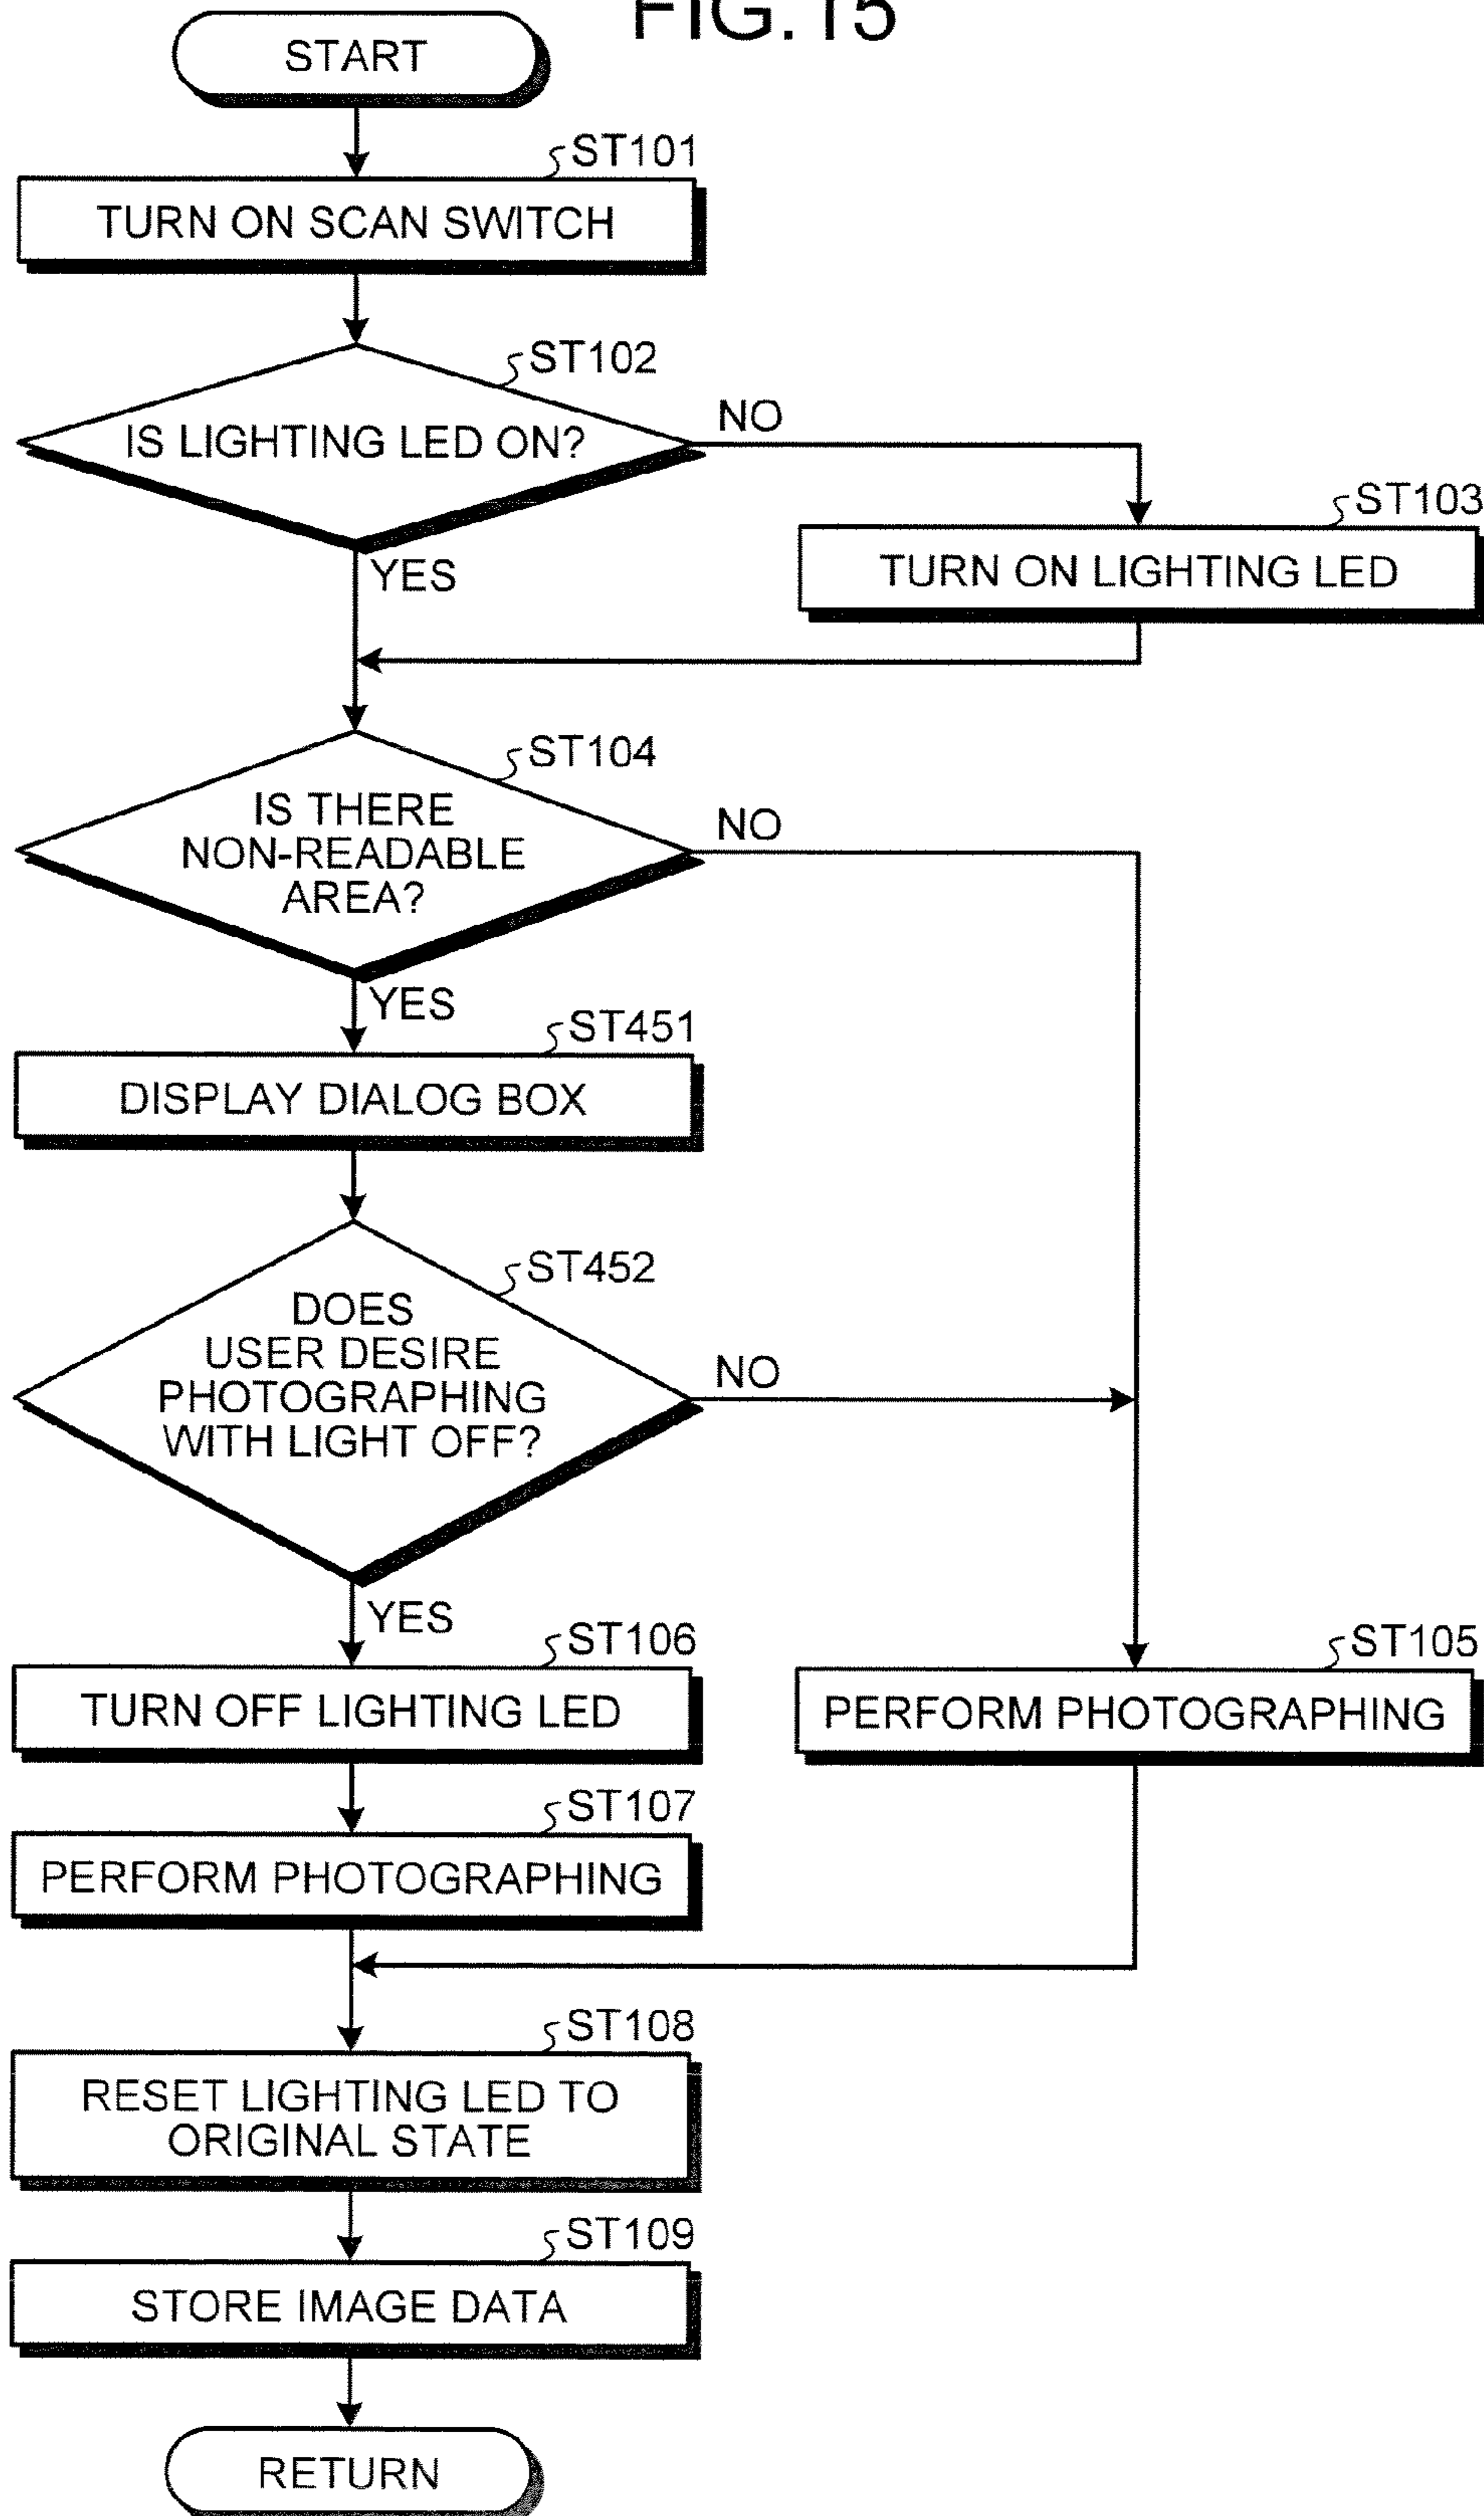 FIG.15
START
ST101
TURN ON SCAN SWITCH
ST102
IS LIGHTING LED ON?
NO
YES
ST103
TURN ON LIGHTING LED
ST104
IS THERE
NON-READABLE
AREA?
NO
YES
ST451
DISPLAY DIALOG BOX
ST452
DOES
USER DESIRE
PHOTOGRAPHING
WITH LIGHT OFF?
NO
YES
ST106
TURN OFF LIGHTING LED
ST105
PERFORM PHOTOGRAPHING
ST107
PERFORM PHOTOGRAPHING
ST108
RESET LIGHTING LED TO
ORIGINAL STATE
ST109
STORE IMAGE DATA
RETURN